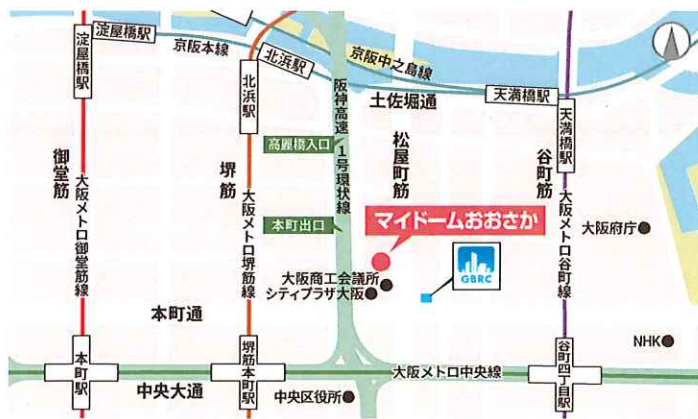 淀屋橋駅
淀屋橋駅
京阪本線
北浜駅
北浜駅
京阪中之島線
阪神高速 1号環状線
土佐堀通
天満橋駅
天満橋駅
高麗橋入口
御堂筋
堺筋
松屋町筋
谷町筋
大阪メトロ御堂筋線
大阪メトロ堺筋線
大阪メトロ谷町線
本町出口
マイドームおおさか
大阪府庁
大阪商工会議所
シティプラザ大阪
GBRC
本町通
NHK
本町駅
堺筋本町駅
大阪メトロ中央線
谷町四丁目駅
中央大通
中央区役所